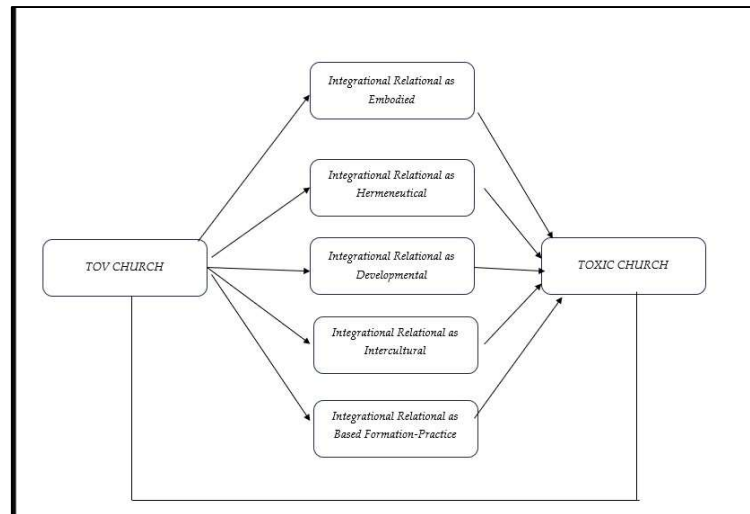 Integrational Relational as
Embodied
Integrational Relational as
Hermeneutical
TOV CHURCH
Integrational Relational as
Developmental
TOXIC CHURCH
Integrational Relational as
Intercultural
Integrational Relational as
Based Formation-Practice